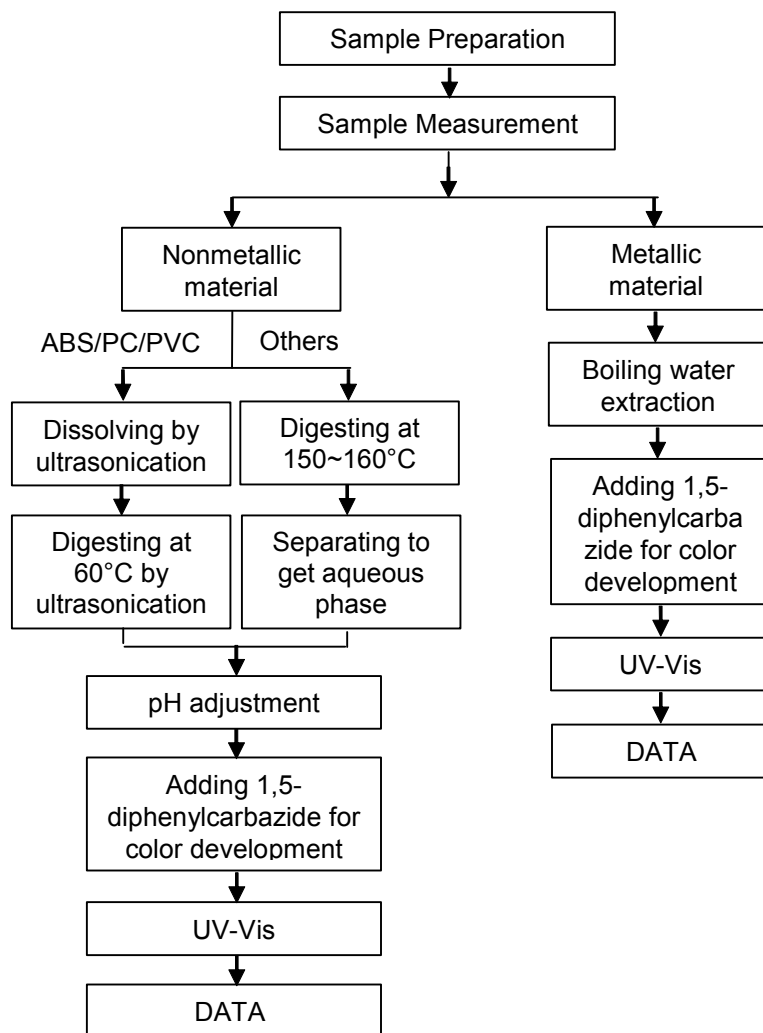 Sample Preparation
Sample Measurement
Nonmetallic
material
Metallic
material
ABS/PC/PVC
Others
Boiling water
extraction
Dissolving by
ultrasonication
Digesting at
150~160°C
Adding 1,5-
diphenylcarba
zide for color
development
Digesting at
60°C by
ultrasonication
Separating to
get aqueous
phase
UV-Vis
pH adjustment
DATA
Adding 1,5-
diphenylcarbazide for
color development
UV-Vis
DATA